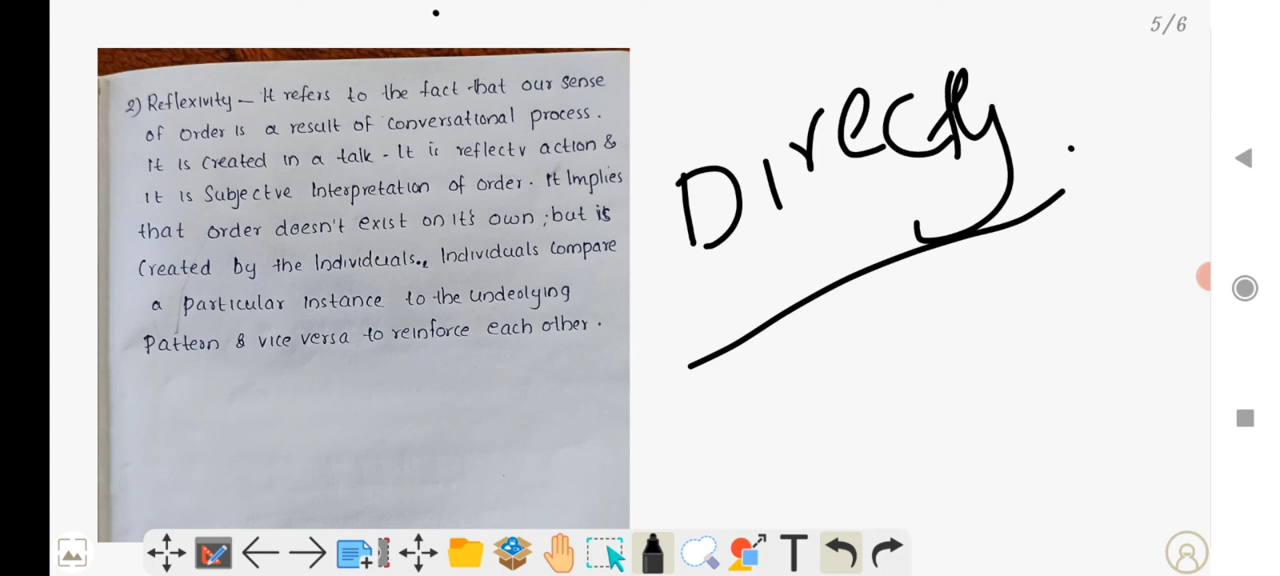 5/6
2) Reflexivity - It refers to the fact that our sense
of order is a result of conversational process.
It is created in a talk - It is reflectv action &
it is subjectve interpretation of order. It implies
that order doesn't exist on it's own, but is
created by the individuals.. Individuals compare
a particular instance to the undeolying
Patteon & vice versa to reinforce each other.
Directly.
T